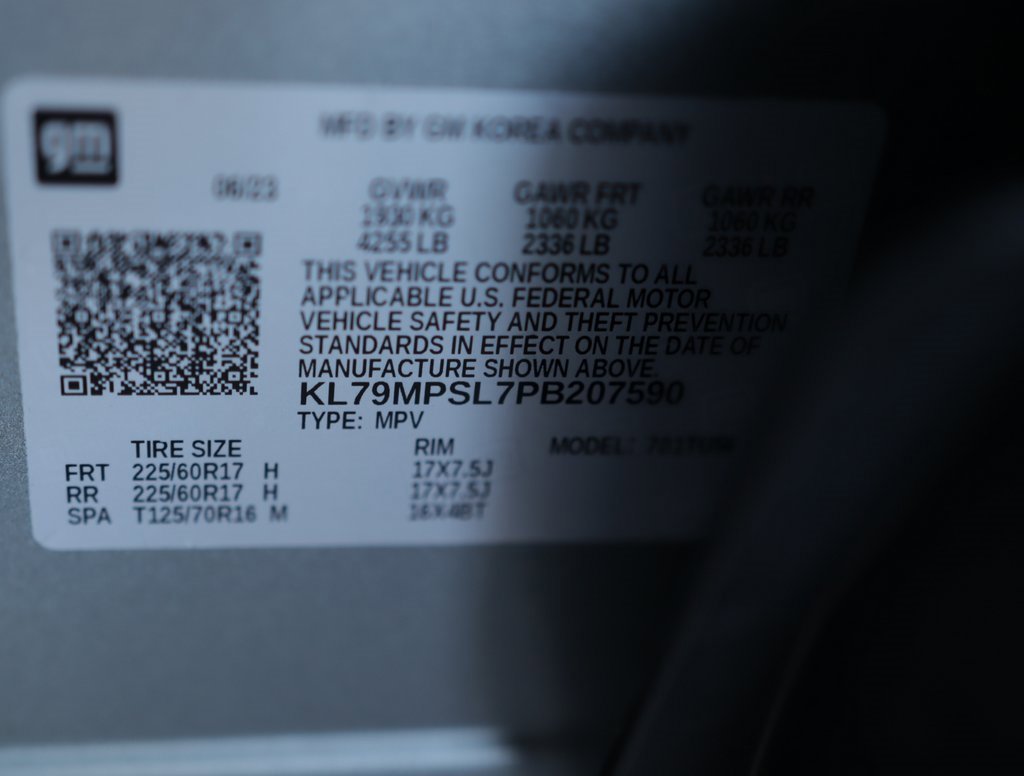 gm
MFD BY GM KOREA COMPANY
06/23
GVWR GAWR FRT GAWR RR
1930 KG 1060 KG 1060 KG
4255 LB 2336 LB 2336 LB
THIS VEHICLE CONFORMS TO ALL
APPLICABLE U.S. FEDERAL MOTOR
VEHICLE SAFETY AND THEFT PREVENTION
STANDARDS IN EFFECT ON THE DATE OF
MANUFACTURE SHOWN ABOVE.
KL79MPSL7PB207590
TYPE: MPV
TIRE SIZE RIM MODEL:
FRT 225/60R17 H 17X7.5J
RR 225/60R17 H 17X7.5J
SPA T125/70R16 M 16X4BT